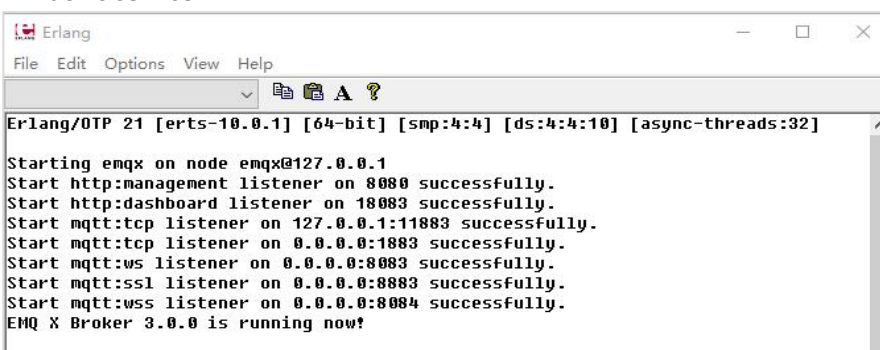 Erlang
File Edit Options View Help
Erlang/OTP 21 [erts-10.0.1] [64-bit] [smp:4:4] [ds:4:4:10] [async-threads:32]
Starting emqx on node emqx@127.0.0.1
Start http:management listener on 8080 successfully.
Start http:dashboard listener on 18083 successfully.
Start mqtt:tcp listener on 127.0.0.1:11883 successfully.
Start mqtt:tcp listener on 0.0.0.0:1883 successfully.
Start mqtt:ws listener on 0.0.0.0:8083 successfully.
Start mqtt:ssl listener on 0.0.0.0:8883 successfully.
Start mqtt:wss listener on 0.0.0.0:8084 successfully.
EMQ X Broker 3.0.0 is running now!